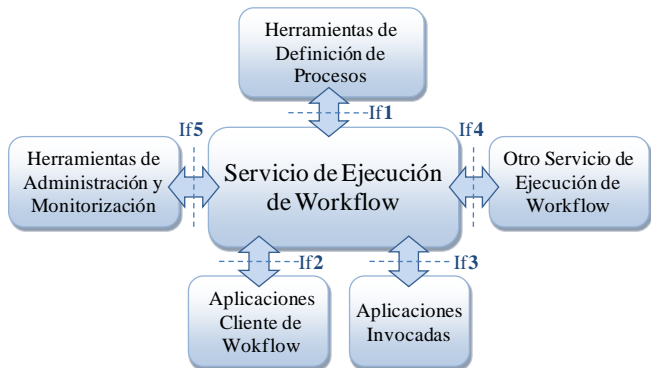 Herramientas de
Definición de
Procesos
If1
If5
If4
Herramientas de
Administración y
Monitorización
Servicio de Ejecución
de Workflow
Otro Servicio de
Ejecución de
Workflow
If2
If3
Aplicaciones
Cliente de
Wokflow
Aplicaciones
Invocadas